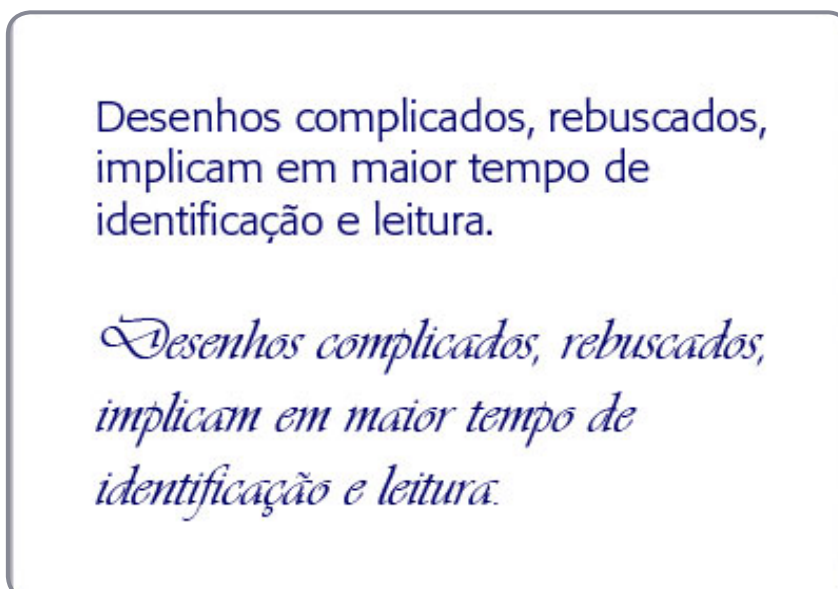 Desenhos complicados, rebuscados,
implicam em maior tempo de
identificação e leitura.
Desenhos complicados, rebuscados,
implicam em maior tempo de
identificação e leitura.